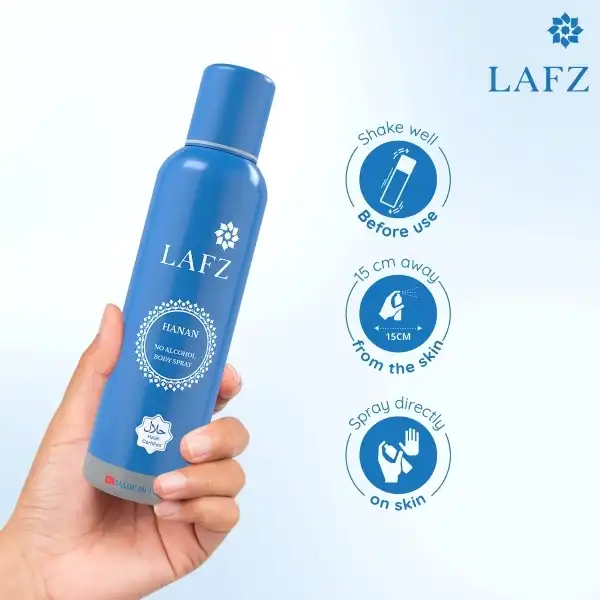 LAFZ
Shake well
Before use
15 cm away
15CM
from the skin
Spray directly
on skin
LAFZ
HANAN
NO ALCOHOL
BODY SPRAY
حلال
Halal
Certified
MADE IN